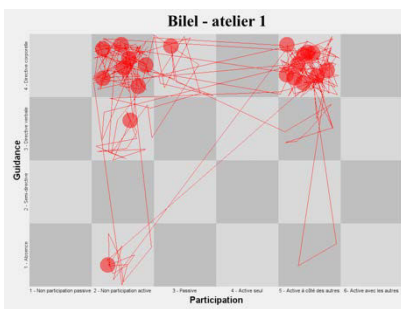 Bilel - atelier 1
4 - Directive corporelle
3 - Directive verbale
2 - Semi-directive
1 - Absence
Guidance
1 - Non participation passive
2 - Non participation active
3 - Passive
4 - Active seul
5 - Active à côté des autres
6- Active avec les autres
Participation